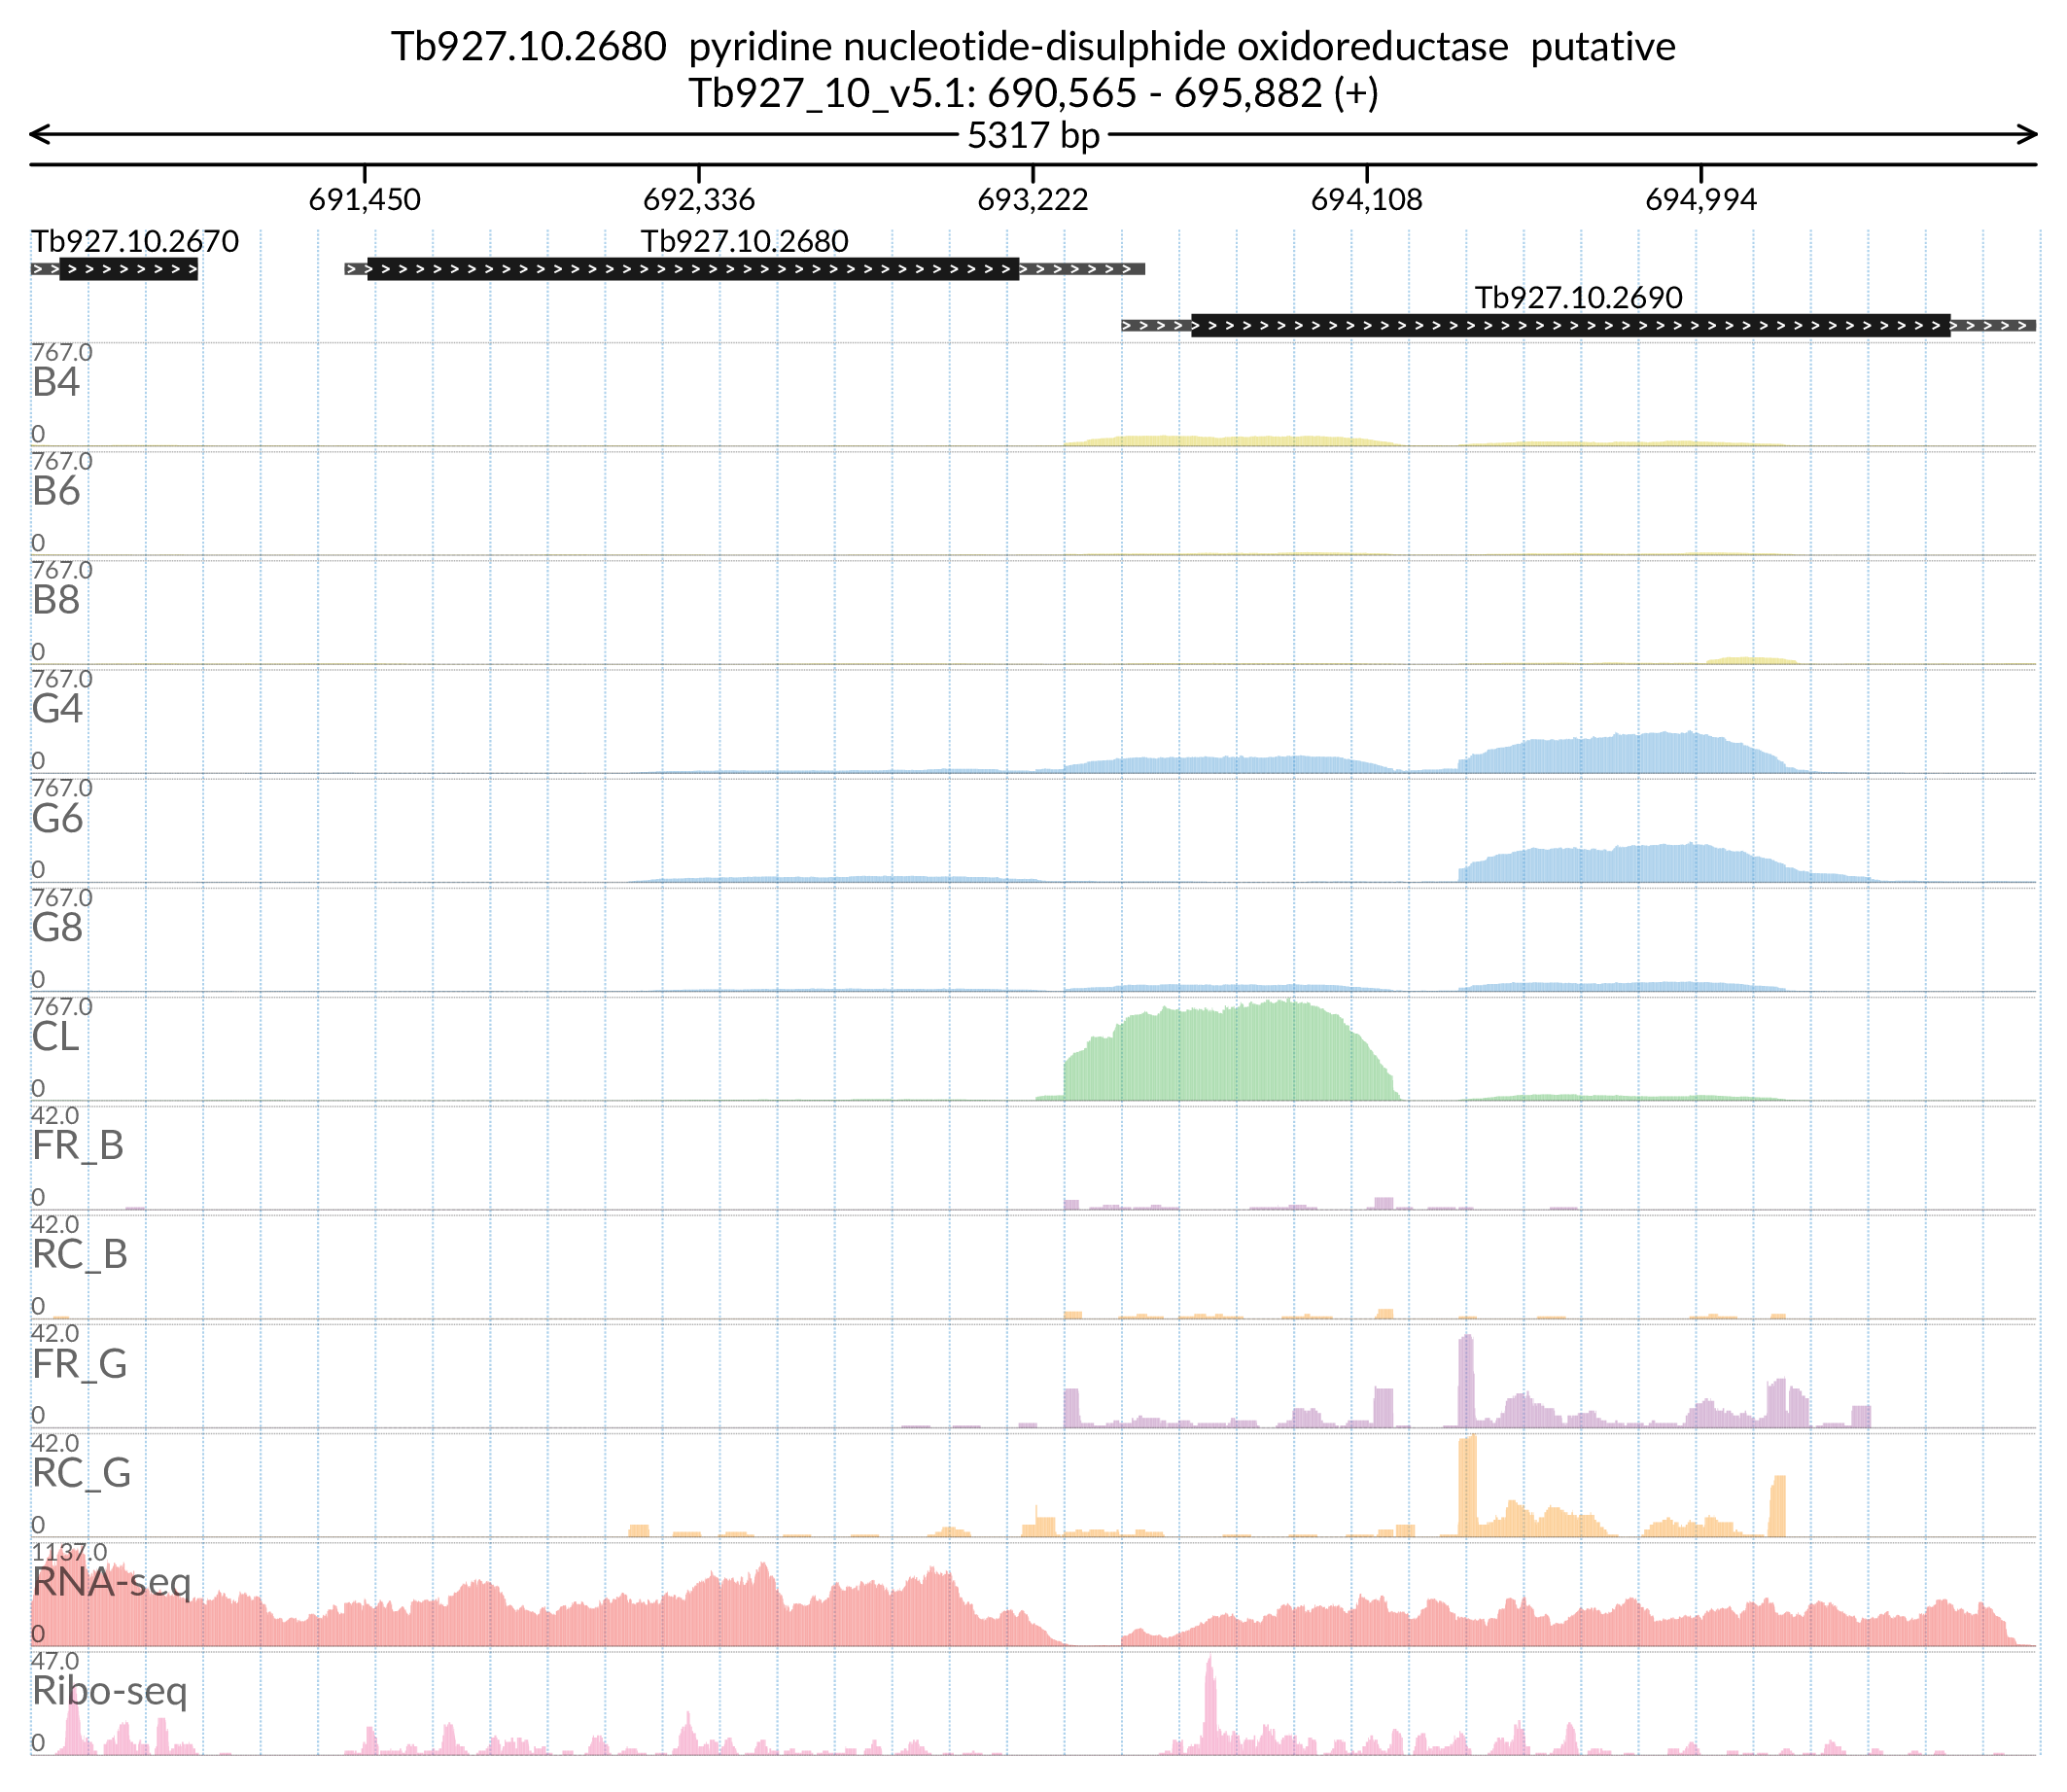 Tb927.10.2680  pyridine nucleotide-disulphide oxidoreductase  putative
Tb927_10_v5.1: 690,565 - 695,882 (+)
5317 bp
691,450 692,336 693,222 694,108 694,994
Tb927.10.2670 Tb927.10.2680
Tb927.10.2690
767.0
B4
0
767.0
B6
0
767.0
B8
0
767.0
G4
0
767.0
G6
0
767.0
G8
0
767.0
CL
0
42.0
FR_B
0
42.0
RC_B
0
42.0
FR_G
0
42.0
RC_G
0
1137.0
RNA-seq
0
47.0
Ribo-seq
0